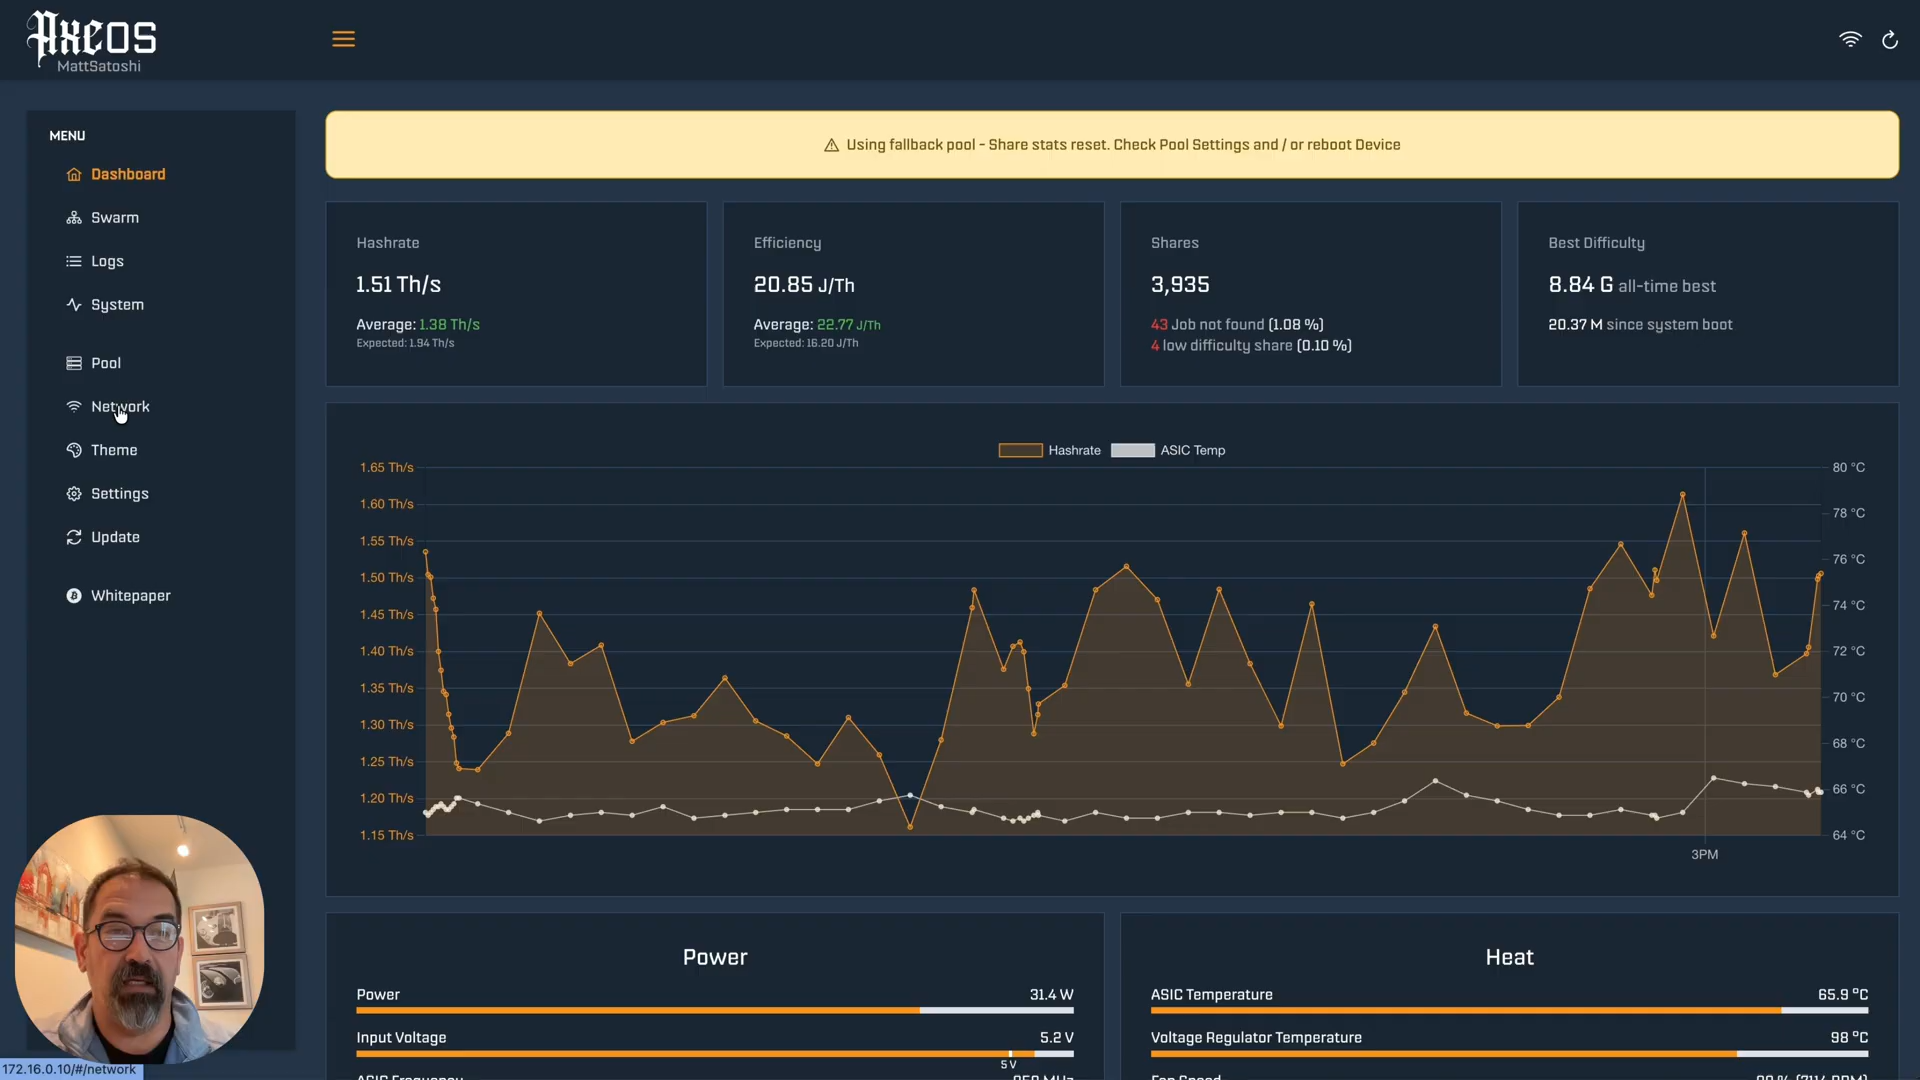 AxeOS
MattSatoshi
MENU
Dashboard
Swarm
Logs
System
Pool
Network
Theme
Settings
Update
Whitepaper
Using fallback pool - Share stats reset. Check Pool Settings and / or reboot Device
Hashrate
1.51 Th/s
Average: 1.38 Th/s
Expected: 1.94 Th/s
Efficiency
20.85 J/Th
Average: 22.77 J/Th
Expected: 16.20 J/Th
Shares
3,935
43 Job not found (1.08 %)
4 low difficulty share (0.10 %)
Best Difficulty
8.84 G all-time best
20.37 M since system boot
Hashrate ASIC Temp
1.65 Th/s
1.60 Th/s
1.55 Th/s
1.50 Th/s
1.45 Th/s
1.40 Th/s
1.35 Th/s
1.30 Th/s
1.25 Th/s
1.20 Th/s
1.15 Th/s
80 °C
78 °C
76 °C
74 °C
72 °C
70 °C
68 °C
66 °C
64 °C
3PM
Power
Power 31.4 W
Input Voltage 5.2 V
5 V
ASIC Frequency
Heat
ASIC Temperature 65.9 °C
Voltage Regulator Temperature 98 °C
Fan Speed
172.16.0.10/#/network